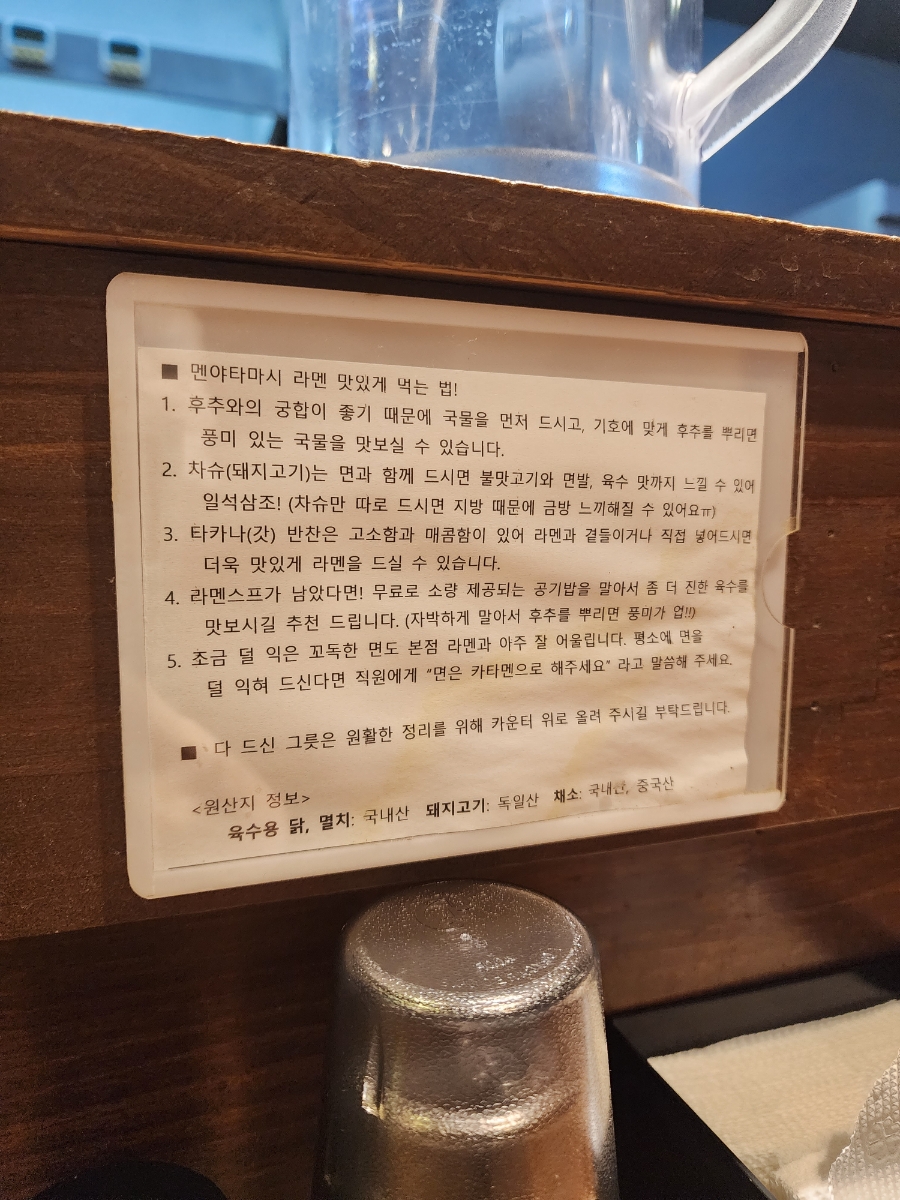 ■ 멘야타마시 라멘 맛있게 먹는 법!
1. 후추와의 궁합이 좋기 때문에 국물을 먼저 드시고, 기호에 맞게 후추를 뿌리면
풍미 있는 국물을 맛보실 수 있습니다.
2. 차슈(돼지고기)는 면과 함께 드시면 불맛고기와 면발, 육수 맛까지 느낄 수 있어
일석삼조! (차슈만 따로 드시면 지방 때문에 금방 느끼해질 수 있어요ㅠ)
3. 타카나(갓) 반찬은 고소함과 매콤함이 있어 라멘과 곁들이거나 직접 넣어드시면
더욱 맛있게 라멘을 드실 수 있습니다.
4. 라멘스프가 남았다면! 무료로 소량 제공되는 공기밥을 말아서 좀 더 진한 육수를
맛보시길 추천 드립니다. (자박하게 말아서 후추를 뿌리면 풍미가 업!!)
5. 조금 덜 익은 꼬독한 면도 본점 라멘과 아주 잘 어울립니다. 평소에 면을
덜 익혀 드신다면 직원에게 "면은 카타멘으로 해주세요" 라고 말씀해 주세요.
■ 다 드신 그릇은 원활한 정리를 위해 카운터 위로 올려 주시길 부탁드립니다.
<원산지 정보>
육수용 닭, 멸치: 국내산 돼지고기: 독일산 채소: 국내산, 중국산